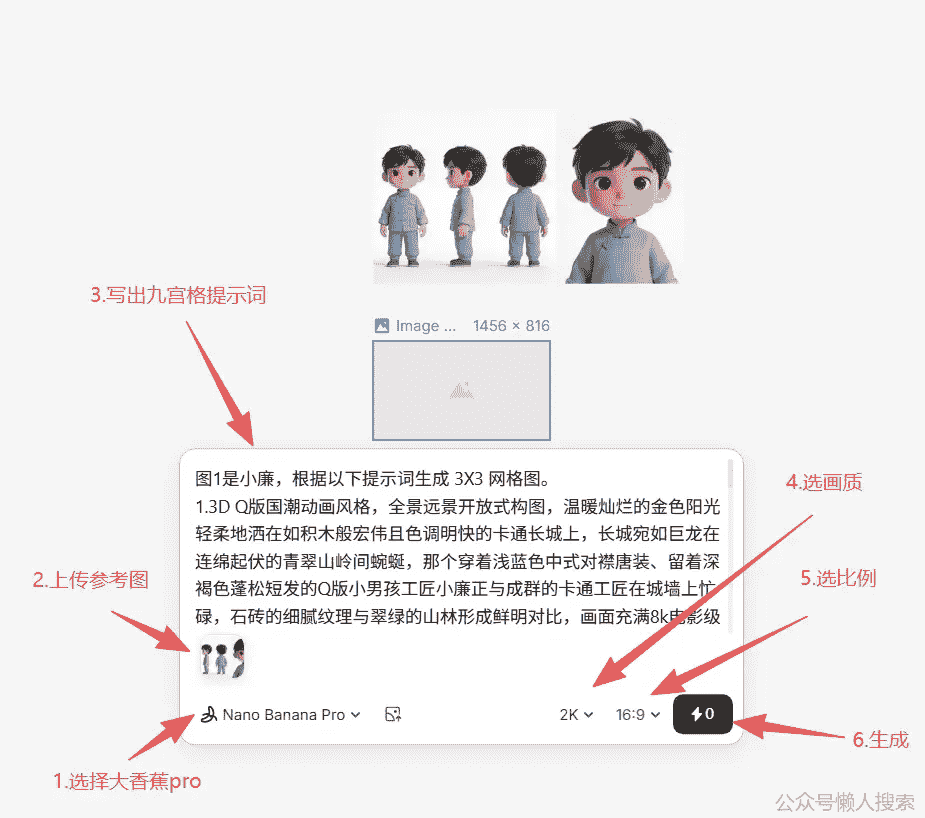 3.写出九宫格提示词
Image ... 1456 × 816
图1是小廉，根据以下提示词生成 3X3 网格图。
1.3D Q版国潮动画风格，全景远景开放式构图，温暖灿烂的金色阳光
轻柔地洒在如积木般宏伟且色调明快的卡通长城上，长城宛如巨龙在
连绵起伏的青翠山岭间蜿蜒，那个穿着浅蓝色中式对襟唐装、留着深
褐色蓬松短发的Q版小男孩工匠小廉正与成群的卡通工匠在城墙上忙
碌，石砖的细腻纹理与翠绿的山林形成鲜明对比，画面充满8k电影级
4.选画质
5.选比例
2.上传参考图
Nano Banana Pro
2K
16:9
0
6.生成
1.选择大香蕉pro
公众号懒人搜索